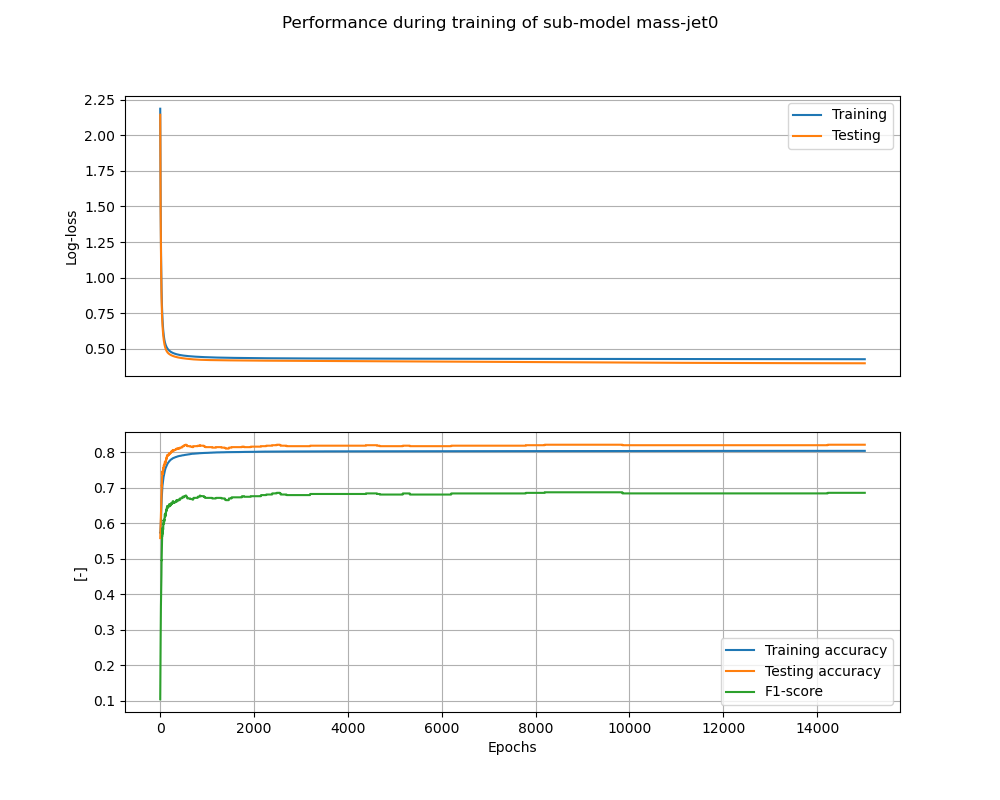 Performance during training of sub-model mass-jet0
2.25
2.00
1.75
1.50
1.25
1.00
0.75
0.50
Log-loss
Training
Testing
0.8
0.7
0.6
0.5
0.4
0.3
0.2
0.1
[-]
Training accuracy
Testing accuracy
F1-score
0 2000 4000 6000 8000 10000 12000 14000
Epochs